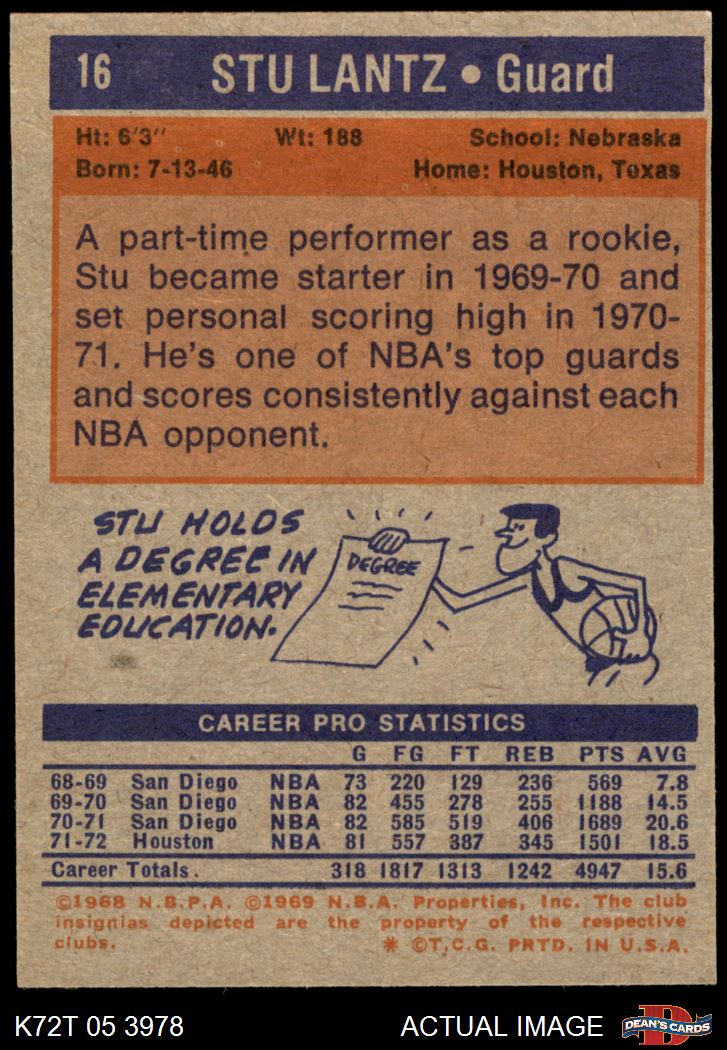 16 STU LANTZ • Guard
Ht: 6'3" Wt: 188 School: Nebraska
Born: 7-13-46 Home: Houston, Texas
A part-time performer as a rookie,
Stu became starter in 1969-70 and
set personal scoring high in 1970-
71. He's one of NBA's top guards
and scores consistently against each
NBA opponent.
STU HOLDS
A DEGREE IN
ELEMENTARY
EDUCATION.
DEGREE
CAREER PRO STATISTICS
G FG FT REB PTS AVG
68-69 San Diego NBA 73 220 129 236 569 7.8
69-70 San Diego NBA 82 455 278 255 1188 14.5
70-71 San Diego NBA 82 585 519 406 1689 20.6
71-72 Houston NBA 81 557 387 345 1501 18.5
Career Totals. 318 1817 1313 1242 4947 15.6
©1968 N.B.P.A. ©1969 N.B.A. Properties, Inc. The club
insignias depicted are the property of the respective
clubs. * ©T.C.G. PRTD. IN U.S.A.
K72T 05 3978 ACTUAL IMAGE
D
DEAN'S CARDS